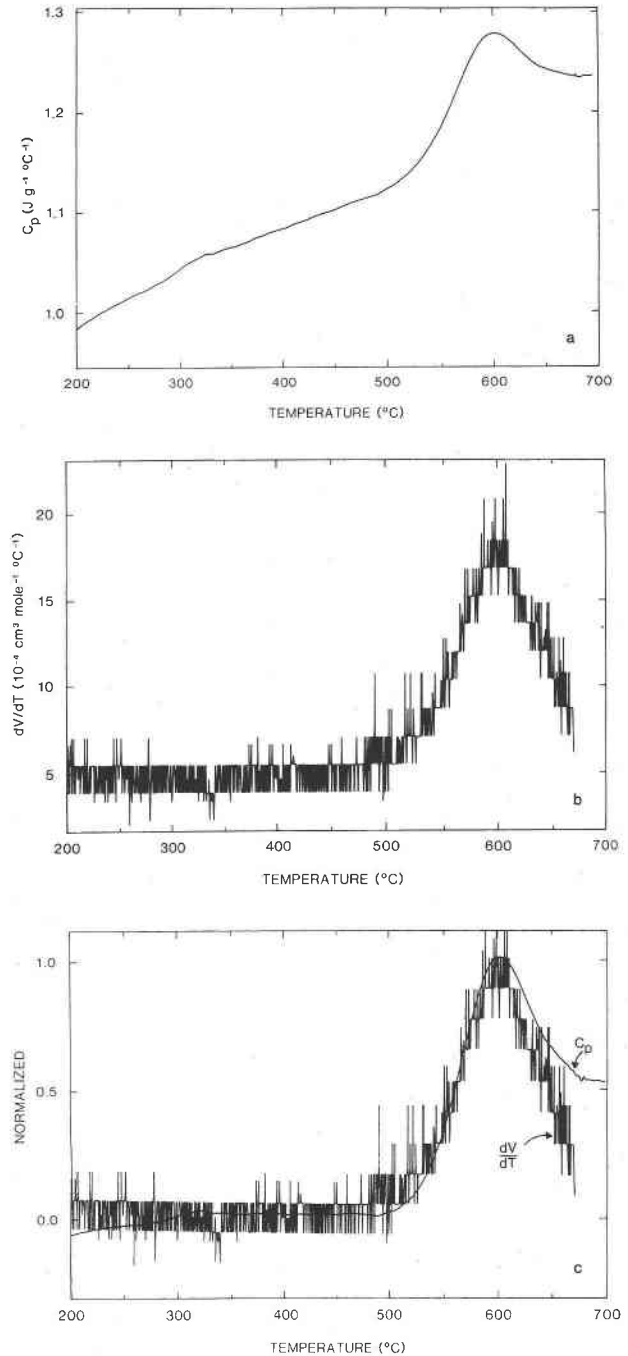 1.3
1.2
1.1
1.0
Cp (J g⁻¹ °C⁻¹)
a
200 300 400 500 600 700
TEMPERATURE (°C)
20
15
10
5
dV/dT (10⁻⁴ cm³ mole⁻¹ °C⁻¹)
b
200 300 400 500 600 700
TEMPERATURE (°C)
1.0
0.5
0.0
NORMALIZED
Cp
dV
dT
c
200 300 400 500 600 700
TEMPERATURE (°C)